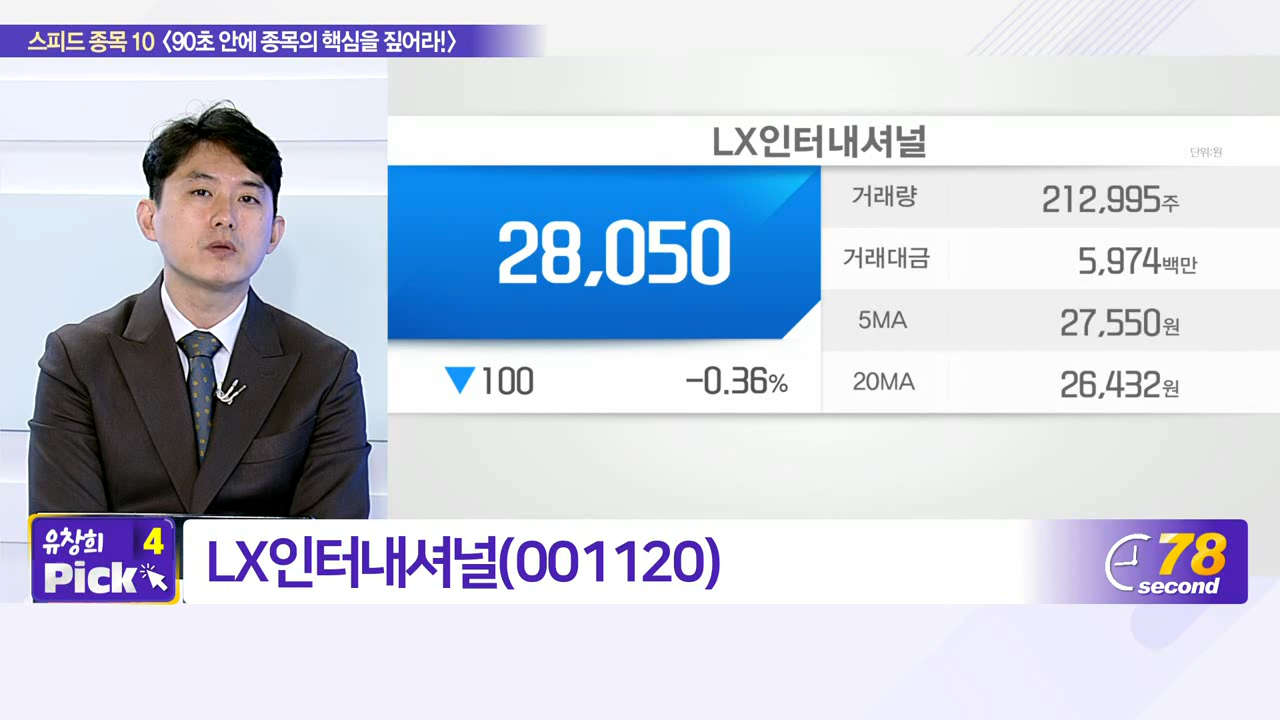 스피드 종목 10 〈90초 안에 종목의 핵심을 짚어라!〉
LX인터내셔널
단위:원
28,050
▼100 -0.36%
거래량 212,995주
거래대금 5,974백만
5MA 27,550원
20MA 26,432원
유창희 4
Pick
LX인터내셔널(001120)
78
second